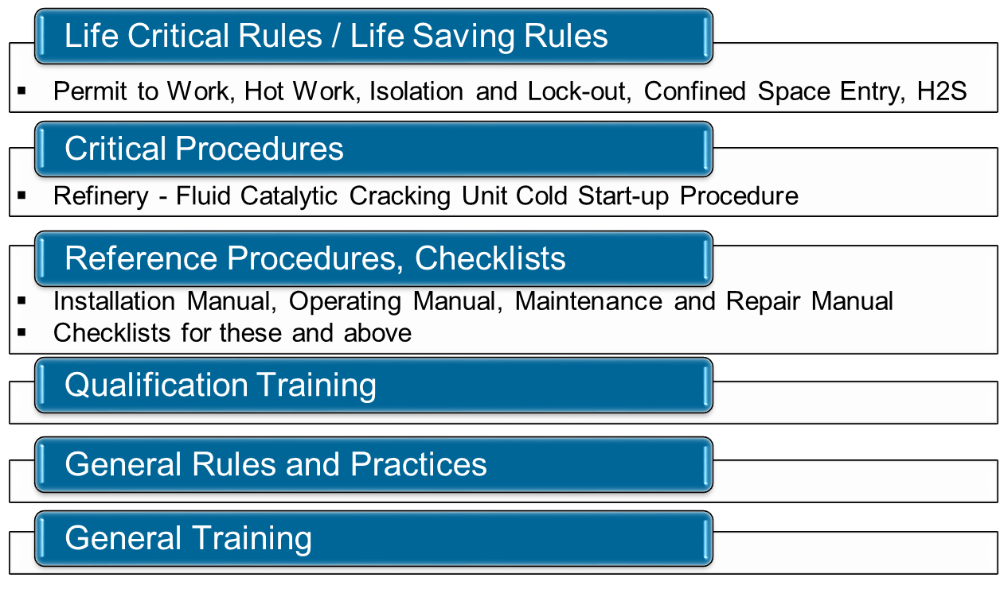 Life Critical Rules / Life Saving Rules
▪ Permit to Work, Hot Work, Isolation and Lock-out, Confined Space Entry, H2S
Critical Procedures
▪ Refinery - Fluid Catalytic Cracking Unit Cold Start-up Procedure
Reference Procedures, Checklists
▪ Installation Manual, Operating Manual, Maintenance and Repair Manual
▪ Checklists for these and above
Qualification Training
General Rules and Practices
General Training